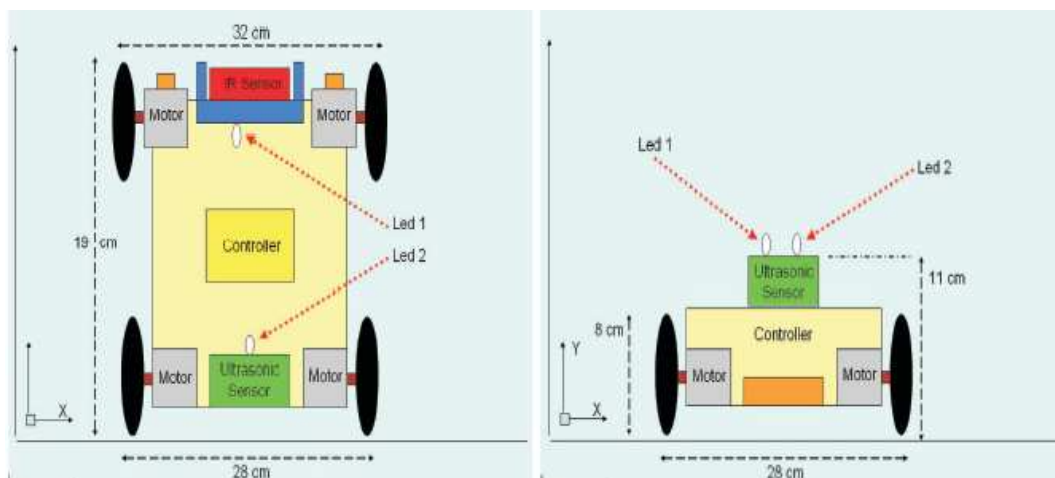 32 cm
IR Sensor
Motor
Motor
Led 1
19 cm
Controller
Led 2
Motor
Ultrasonic
Sensor
Motor
X
28 cm
Led 1
Led 2
Ultrasonic
Sensor
11 cm
8 cm
Controller
Y
Motor
Motor
X
28 cm